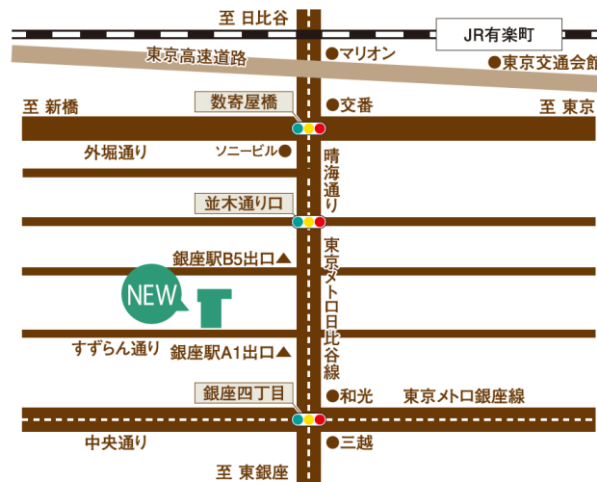 至 日比谷
JR有楽町
東京高速道路
●マリオン
●東京交通会館
至 新橋
数寄屋橋
●交番
至 東京
外堀通り
ソニービル●
晴海通り
並木通り口
銀座駅B5出口▲
東京メトロ日比谷線
NEW
すずらん通り
銀座駅A1出口▲
銀座四丁目
●和光
東京メトロ銀座線
中央通り
●三越
至 東銀座